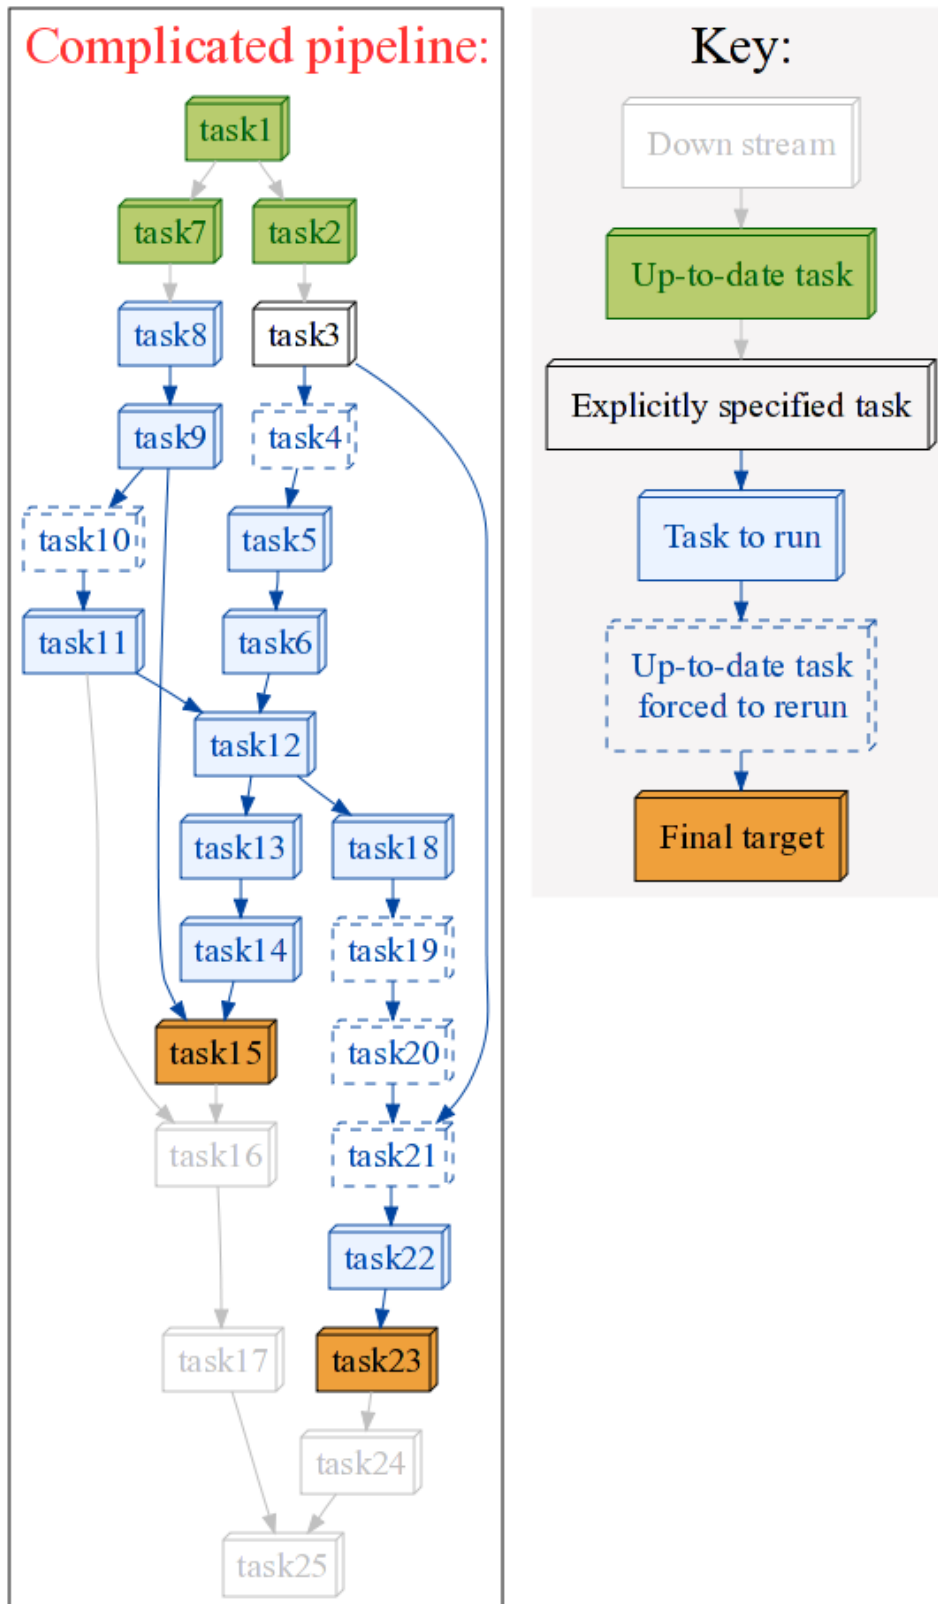 Complicated pipeline:
task1
task7
task2
task8
task3
task9
task4
task10
task5
task11
task6
task12
task13
task18
task14
task19
task15
task20
task16
task21
task22
task17
task23
task24
task25
Key:
Down stream
Up-to-date task
Explicitly specified task
Task to run
Up-to-date task
forced to rerun
Final target